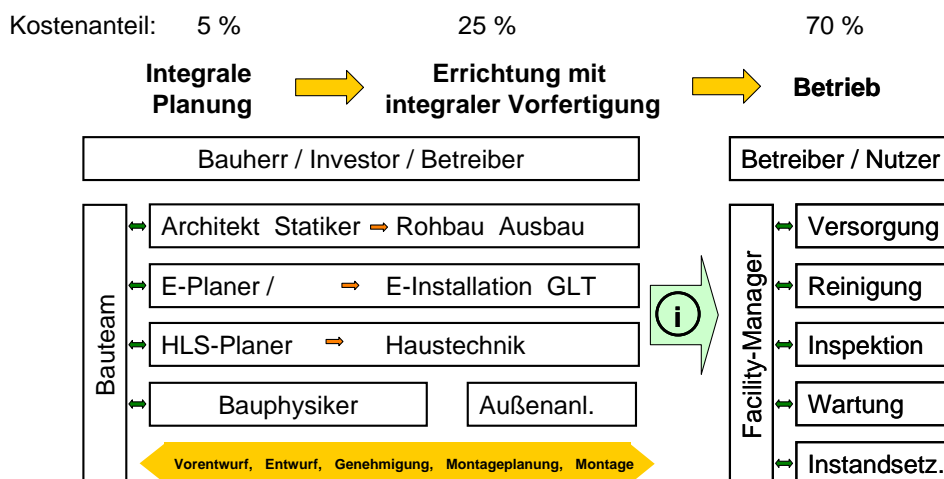 Kostenanteil: 5 % 25 % 70 %
Integrale Planung
Errichtung mit integraler Vorfertigung
Betrieb
Bauherr / Investor / Betreiber
Betreiber / Nutzer
Bauteam
Architekt Statiker Rohbau Ausbau
E-Planer / E-Installation GLT
HLS-Planer Haustechnik
Bauphysiker Außenanl.
Vorentwurf, Entwurf, Genehmigung, Montageplanung, Montage
i
Facility-Manager
Versorgung
Reinigung
Inspektion
Wartung
Instandsetz.